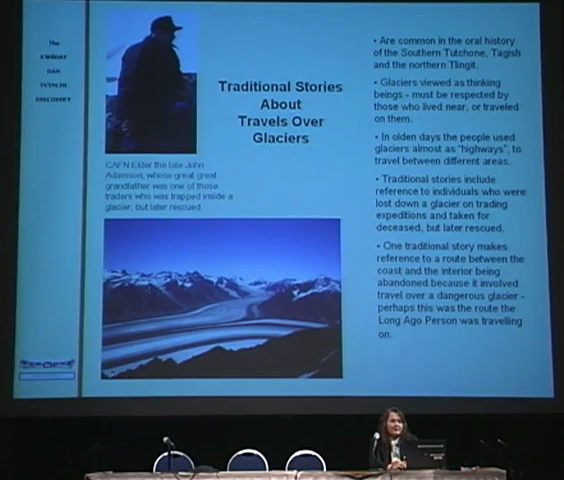 The
KWÄDĄY
DÄN
TS'ÌNCHĮ
DISCOVERY
Traditional Stories
About
Travels Over
Glaciers
CAFN Elder the late John
Adamson, whose great great
grandfather was one of those
traders who was trapped inside a
glacier, but later rescued.
• Are common in the oral history
of the Southern Tutchone, Tagish
and the northern Tlingit.
• Glaciers viewed as thinking
beings - must be respected by
those who lived near, or traveled
on them.
• In olden days the people used
glaciers almost as "highways", to
travel between different areas.
• Traditional stories include
reference to individuals who were
lost down a glacier on trading
expeditions and taken for
deceased, but later rescued.
• One traditional story makes
reference to a route between the
coast and the interior being
abandoned because it involved
travel over a dangerous glacier -
perhaps this was the route the
Long Ago Person was travelling
on.